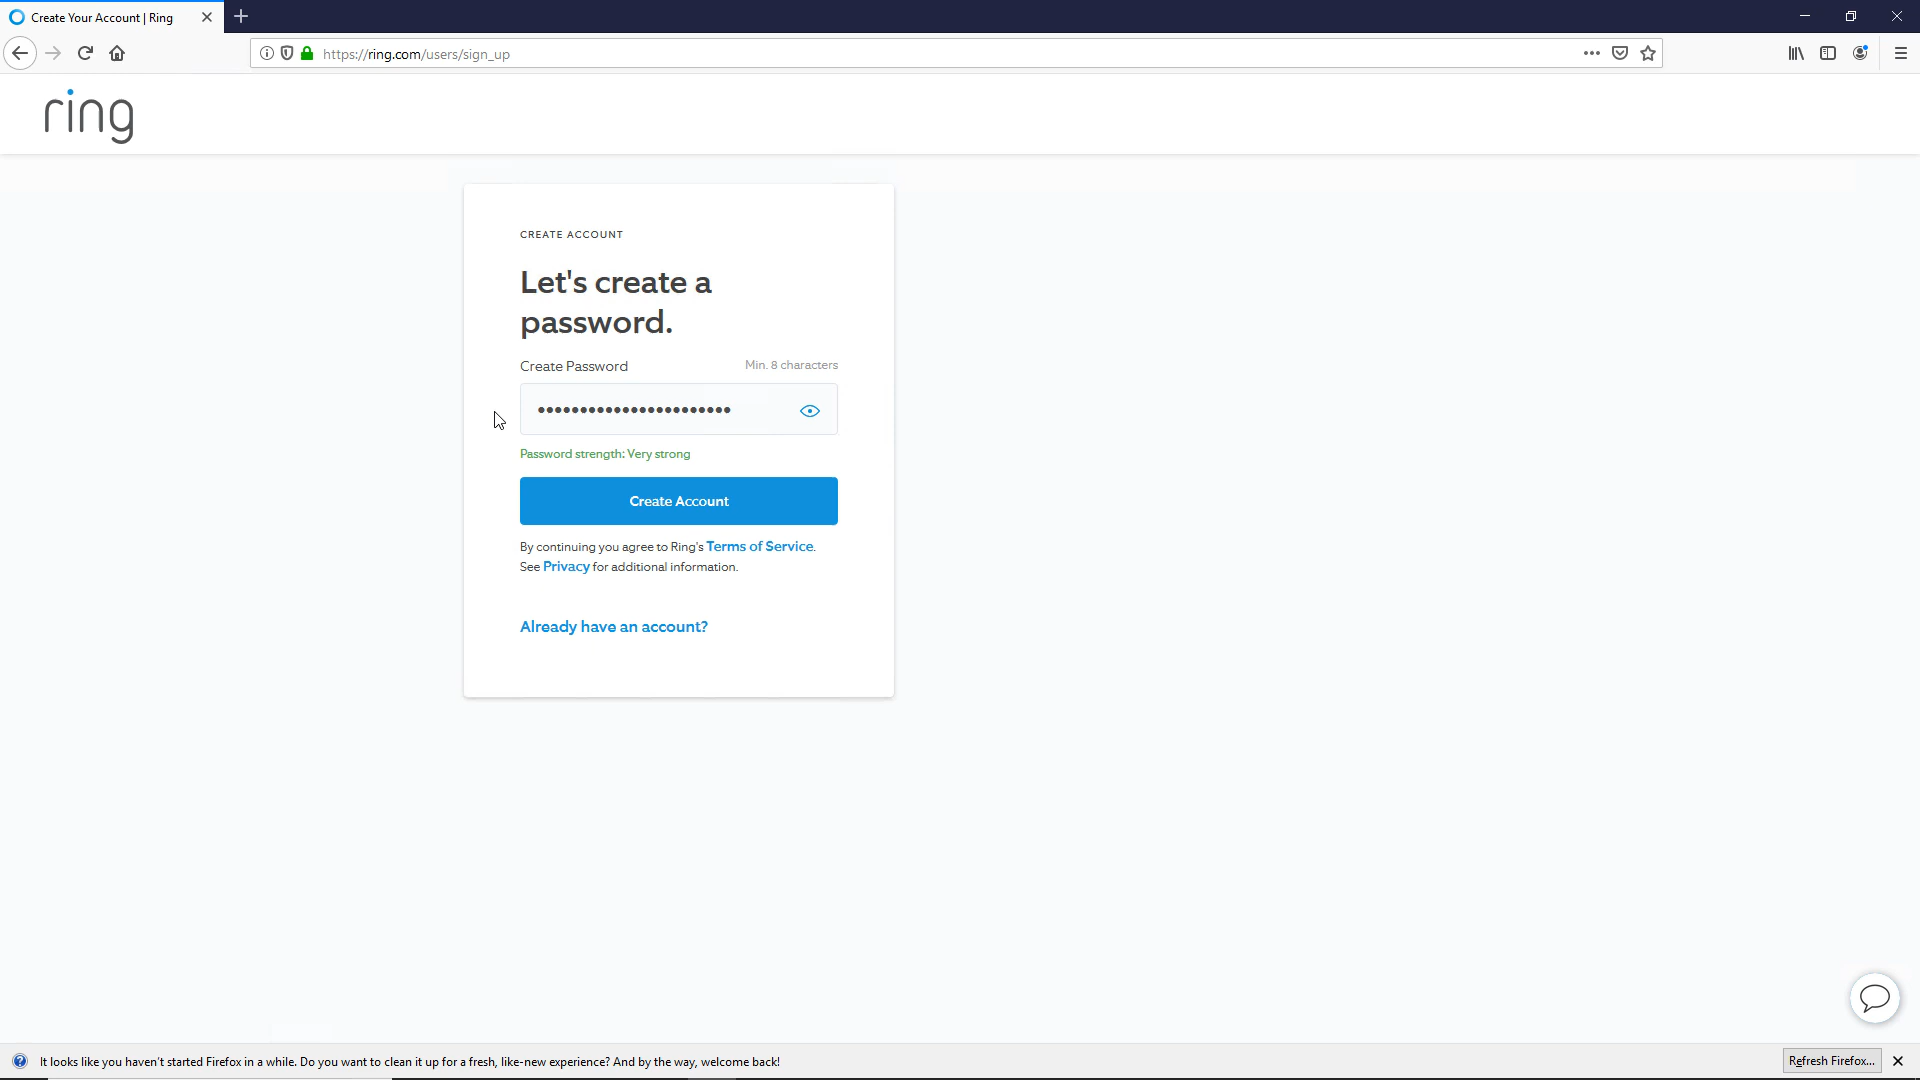 Create Your Account | Ring
https://ring.com/users/sign_up
ring
CREATE ACCOUNT
Let's create a
password.
Create Password
Min. 8 characters
•••••••••••••••••••••••
Password strength: Very strong
Create Account
By continuing you agree to Ring's Terms of Service.
See Privacy for additional information.
Already have an account?
It looks like you haven't started Firefox in a while. Do you want to clean it up for a fresh, like-new experience? And by the way, welcome back!
Refresh Firefox...